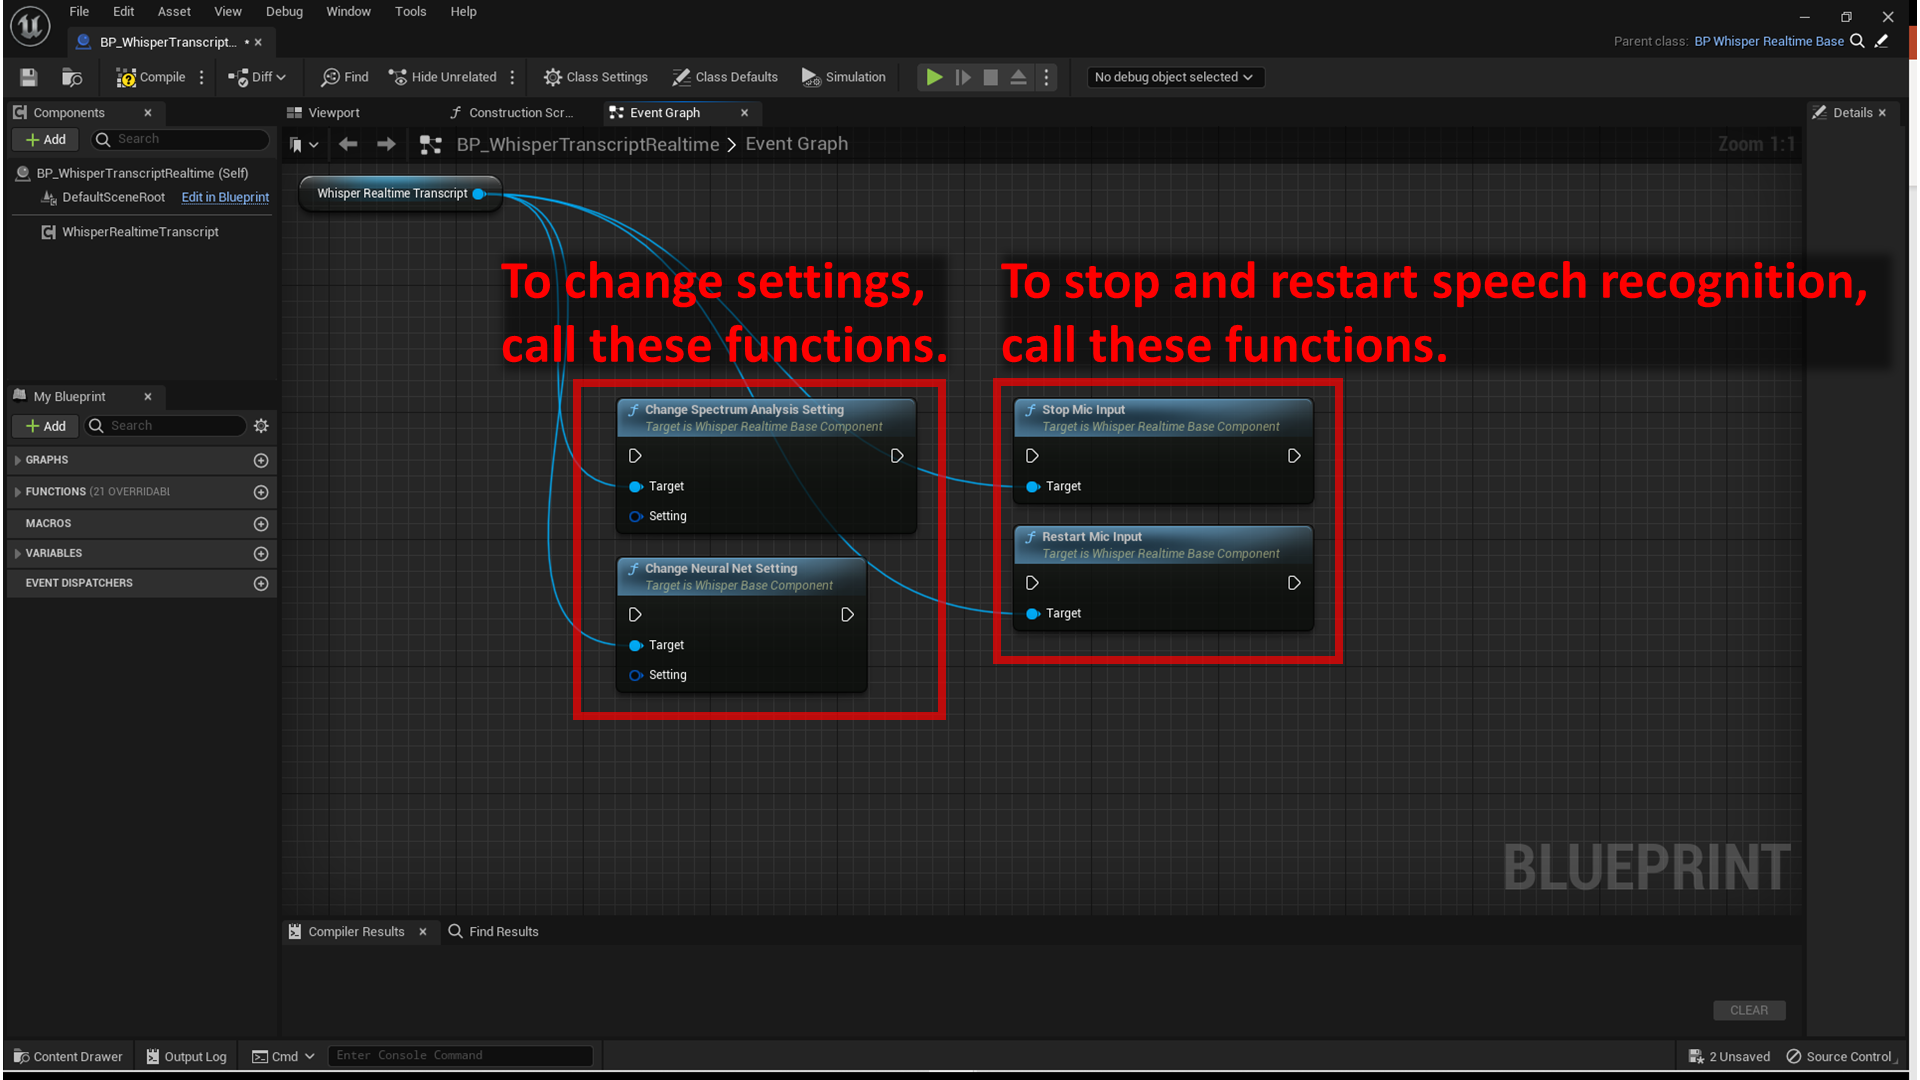 File Edit Asset View Debug Window Tools Help
BP_WhisperTranscript... •
Parent class: BP Whisper Realtime Base
Compile Diff Find Hide Unrelated Class Settings Class Defaults Simulation No debug object selected
Components
Viewport Construction Scr... Event Graph
Details
Add Search
BP_WhisperTranscriptRealtime > Event Graph
Zoom 1:1
BP_WhisperTranscriptRealtime (Self)
DefaultSceneRoot Edit in Blueprint
WhisperRealtimeTranscript
Whisper Realtime Transcript
To change settings,
call these functions.
To stop and restart speech recognition,
call these functions.
Change Spectrum Analysis Setting
Target is Whisper Realtime Base Component
Target
Setting
Change Neural Net Setting
Target is Whisper Base Component
Target
Setting
Stop Mic Input
Target is Whisper Realtime Base Component
Target
Restart Mic Input
Target is Whisper Realtime Base Component
Target
My Blueprint
Add Search
GRAPHS
FUNCTIONS (21 OVERRIDABL
MACROS
VARIABLES
EVENT DISPATCHERS
BLUEPRINT
Compiler Results Find Results
CLEAR
Content Drawer Output Log Cmd Enter Console Command 2 Unsaved Source Control